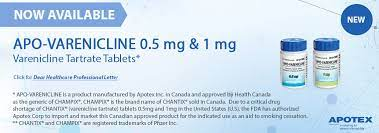 NOW AVAILABLE
NEW
APO-VARENICLINE 0.5 mg & 1 mg
Varenicline Tartrate Tablets*
Click for Dear Healthcare Professional Letter
* APO-VARENICLINE is a product manufactured by Apotex Inc. in Canada and approved by Health Canada
as the generic of CHAMPIX®. CHAMPIX® is the brand name of CHANTIX® sold in Canada. Due to a critical drug
shortage of CHANTIX® (varenicline tartrate) tablets 0.5mg and 1mg in the United States (U.S), the FDA has authorized
Apotex Corp to import and market this Canadian approved product for the indicated use as an aid to smoking cessation.
** CHANTIX® and CHAMPIX® are registered trademarks of Pfizer Inc.
APOTEX